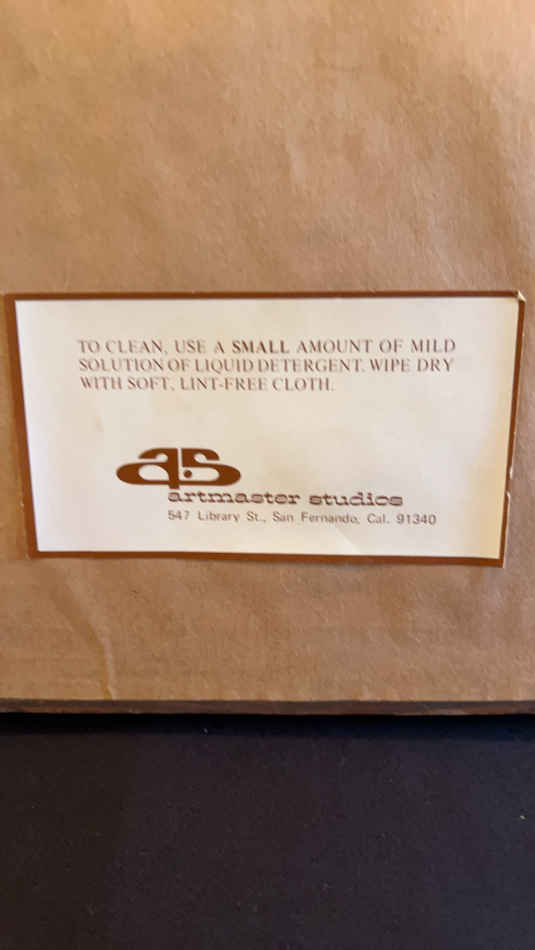 TO CLEAN, USE A SMALL AMOUNT OF MILD
SOLUTION OF LIQUID DETERGENT. WIPE DRY
WITH SOFT, LINT-FREE CLOTH.
a.s
artmaster studios
547 Library St., San Fernando, Cal. 91340